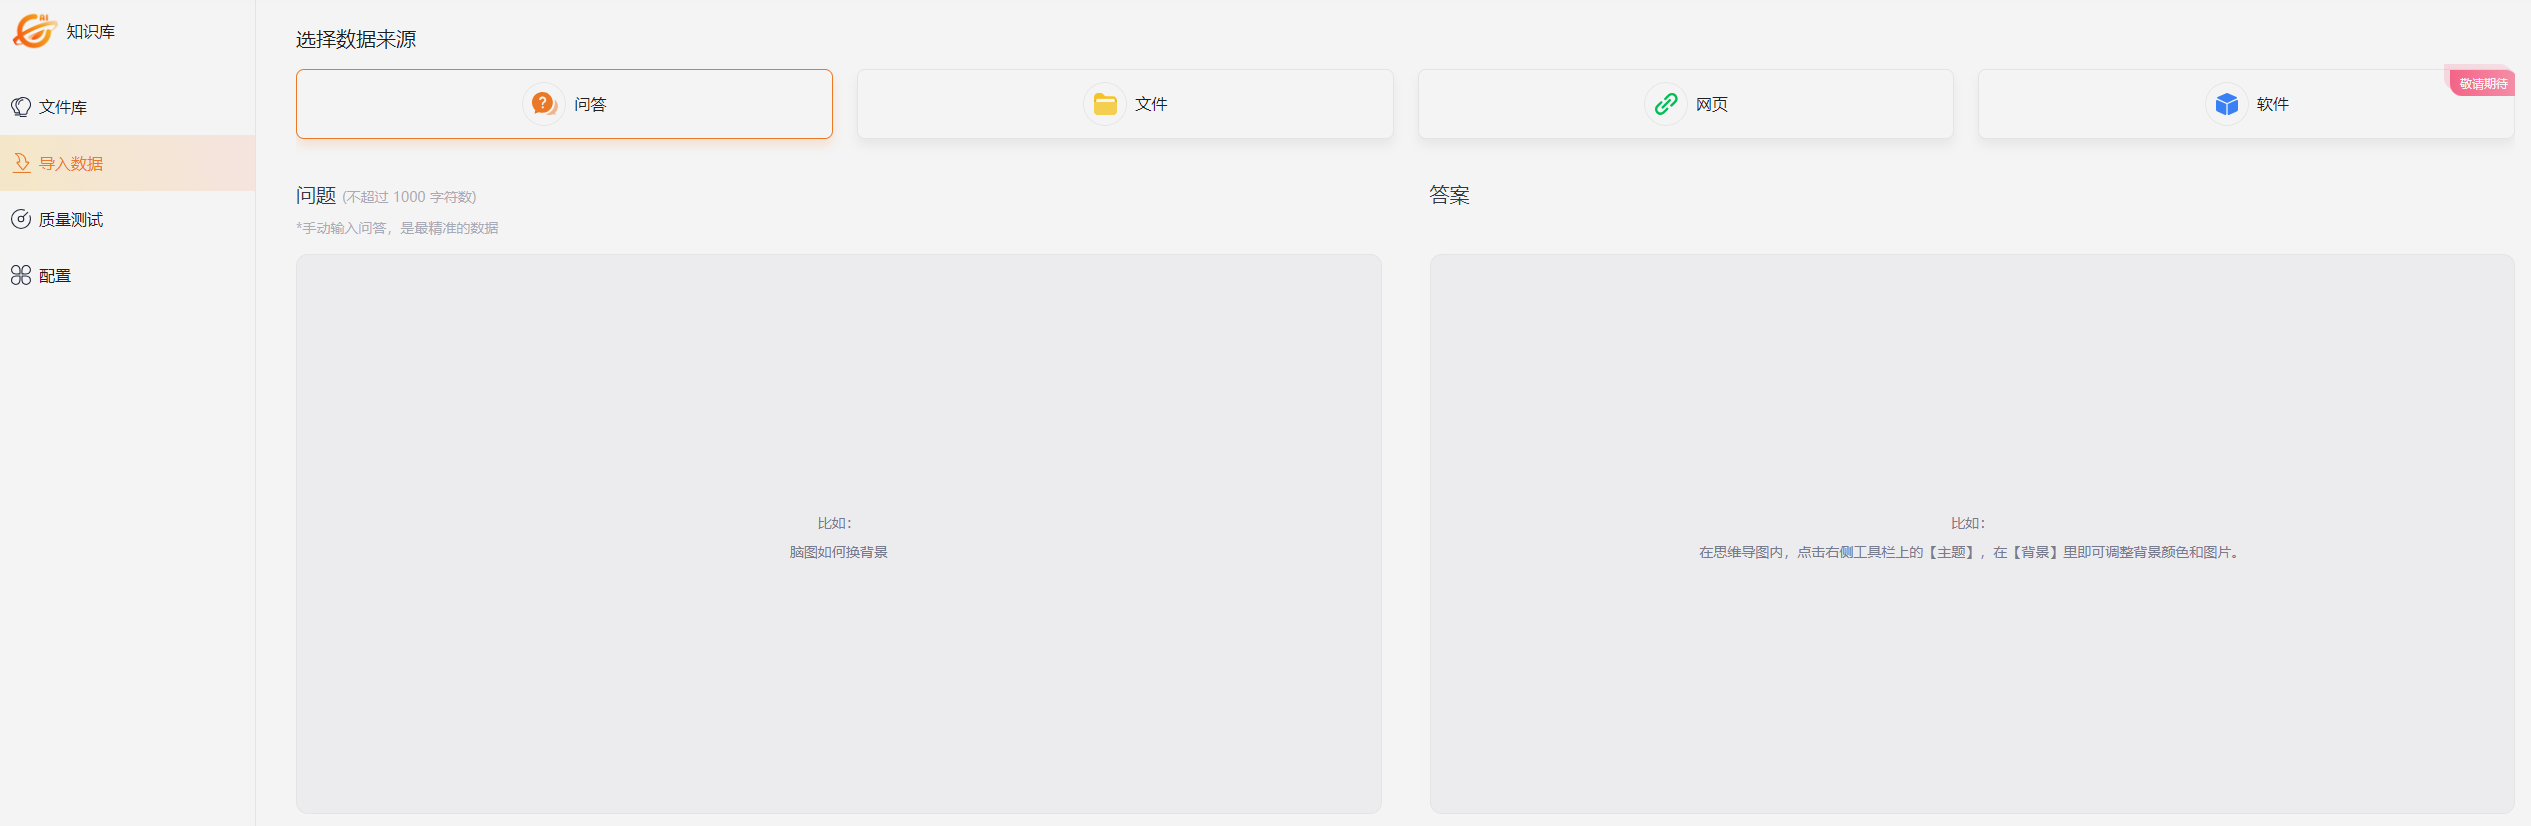 AI
知识库
文件库
导入数据
质量测试
配置
选择数据来源
问答
文件
网页
软件
敬请期待
问题 (不超过 1000 字符数)
*手动输入问答，是最精准的数据
比如：
脑图如何换背景
答案
比如：
在思维导图内，点击右侧工具栏上的【主题】，在【背景】里即可调整背景颜色和图片。